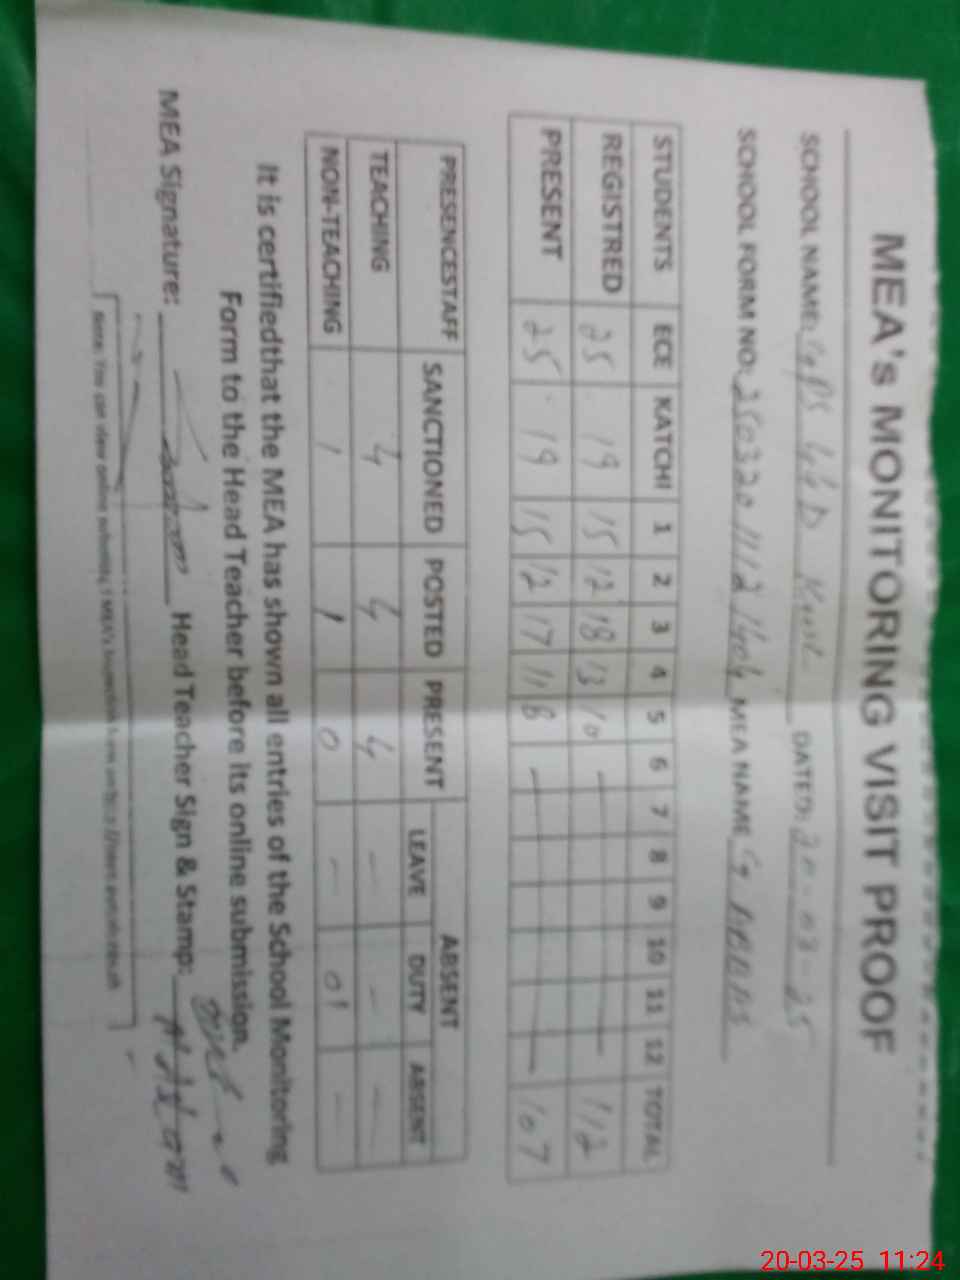 MEA's MONITORING VISIT PROOF
SCHOOL NAME: DATED: 20-03-25
SCHOOL FORM NO: MEA NAME
STUDENTS ECE KATCHI 1 2 3 4 5 6 7 8 9 10 11 12 TOTAL
REGISTRED 25 19 15 12 18 13 10 — 112
PRESENT 25 19 15 12 17 11 8 — 107
PRESENCESTAFF SANCTIONED POSTED PRESENT ABSENT
LEAVE DUTY ABSENT
TEACHING 4 4 4 — — —
NON-TEACHING 1 1 0 — 01 —
It is certifiedthat the MEA has shown all entries of the School Monitoring
Form to the Head Teacher before its online submission.
MEA Signature: Head Teacher Sign & Stamp:
Note: You can view online
20-03-25 11:24